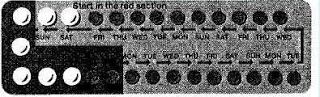 Start in the red section
SUN SAT FRI THU WED TUE MON SUN SAT FRI THU WED
MON TUE WED THU FRI SAT SUN MON TUE